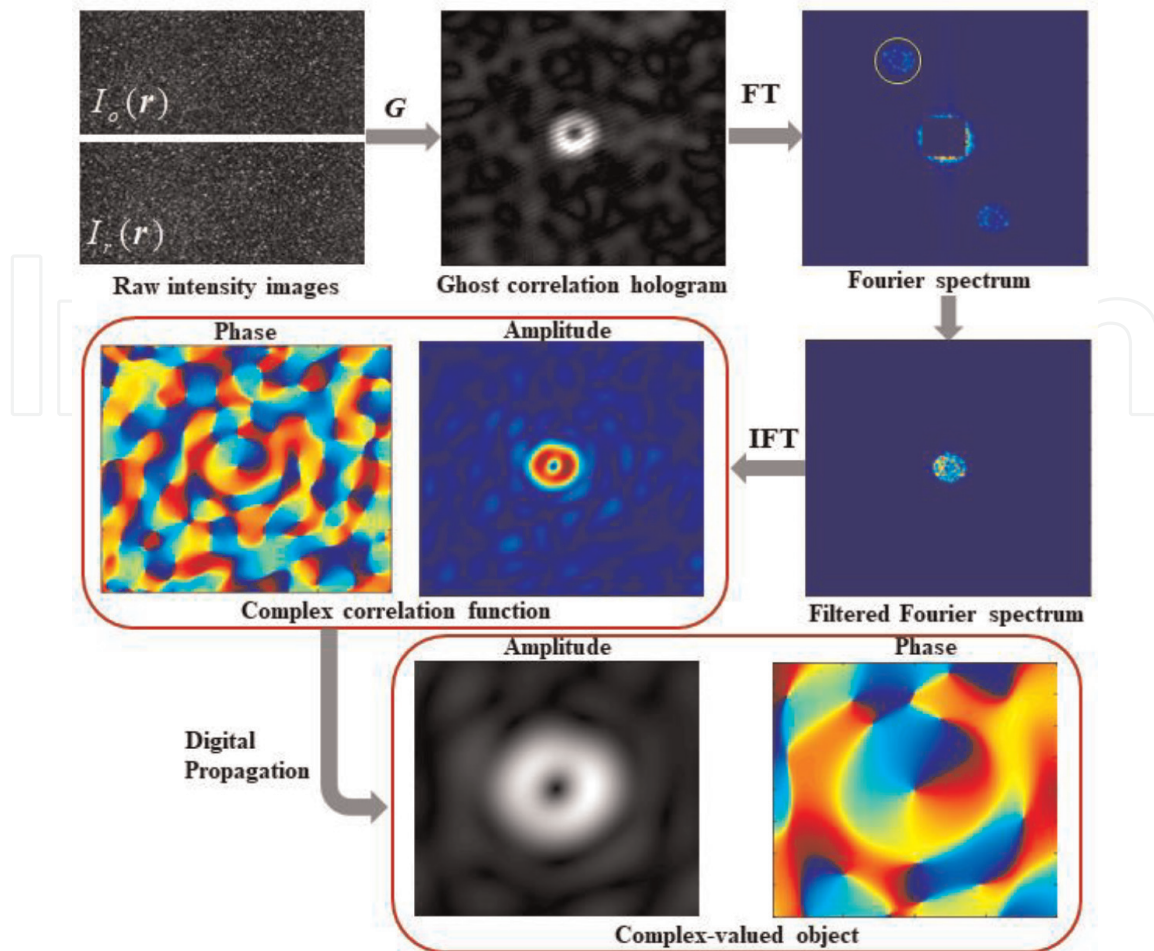 I_o(r)
I_r(r)
G
FT
Raw intensity images
Ghost correlation hologram
Fourier spectrum
Phase
Amplitude
IFT
Complex correlation function
Filtered Fourier spectrum
Amplitude
Phase
Digital
Propagation
Complex-valued object